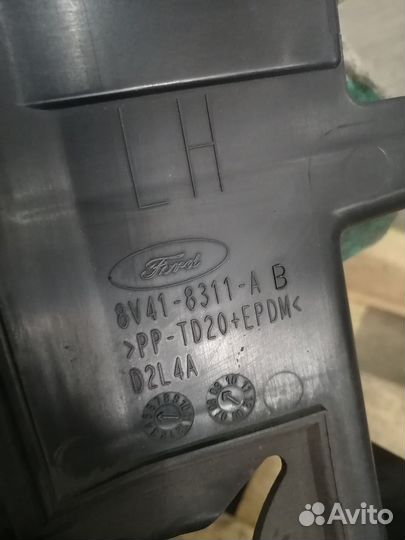 LH
Ford
8V41-8311-A B
>PP-TD20+EPDM<
D2L4A
Avito